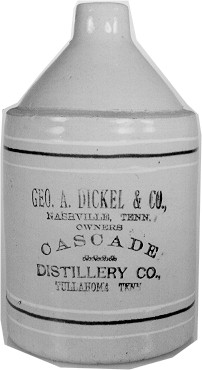 GEO. A. DICKEL & CO.,
NASHVILLE, TENN.
OWNERS
CASCADE
DISTILLERY CO.,
TULLAHOMA TENN